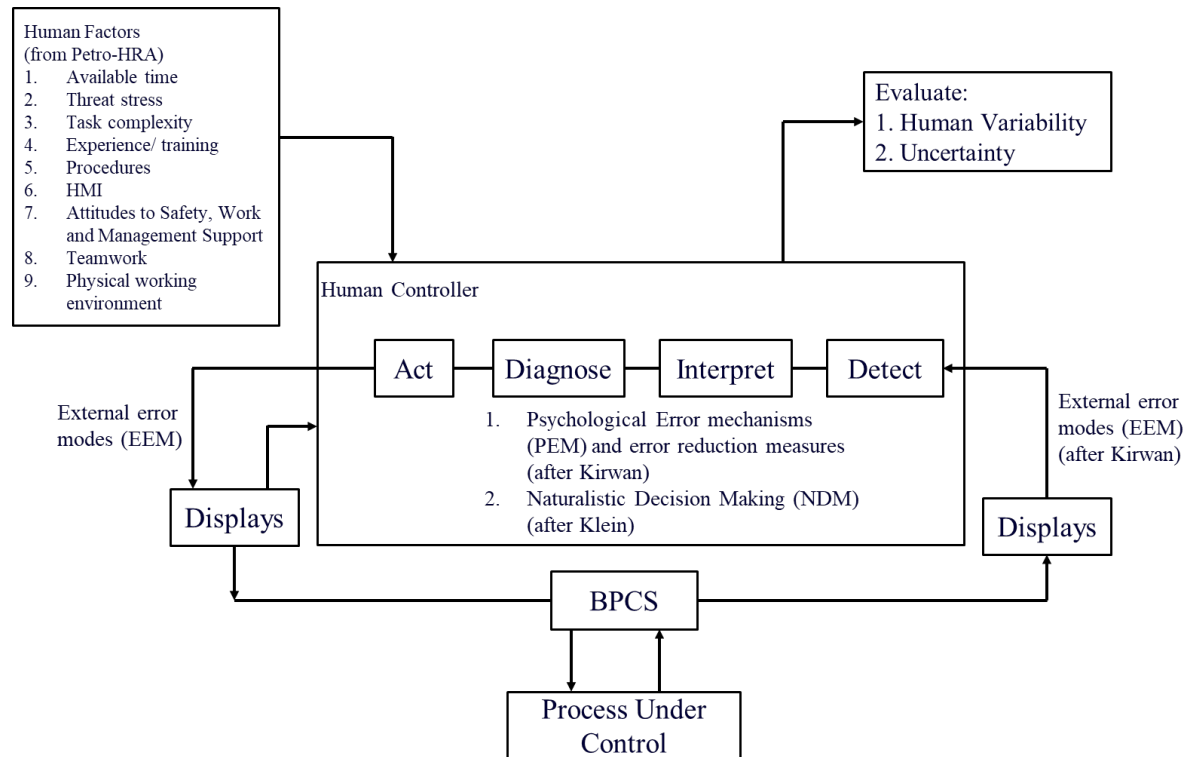 Human Factors
(from Petro-HRA)
1. Available time
2. Threat stress
3. Task complexity
4. Experience/ training
5. Procedures
6. HMI
7. Attitudes to Safety, Work
and Management Support
8. Teamwork
9. Physical working
environment
Evaluate:
1. Human Variability
2. Uncertainty
Human Controller
Act
Diagnose
Interpret
Detect
1. Psychological Error mechanisms
(PEM) and error reduction measures
(after Kirwan)
2. Naturalistic Decision Making (NDM)
(after Klein)
External error
modes (EEM)
External error
modes (EEM)
(after Kirwan)
Displays
Displays
BPCS
Process Under
Control